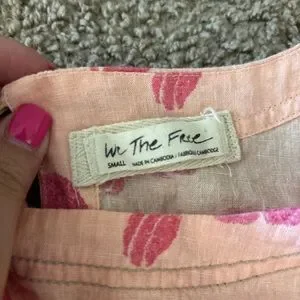 We The Free
SMALL MADE IN CAMBODIA / FABRIQUÉ CAMBODGE